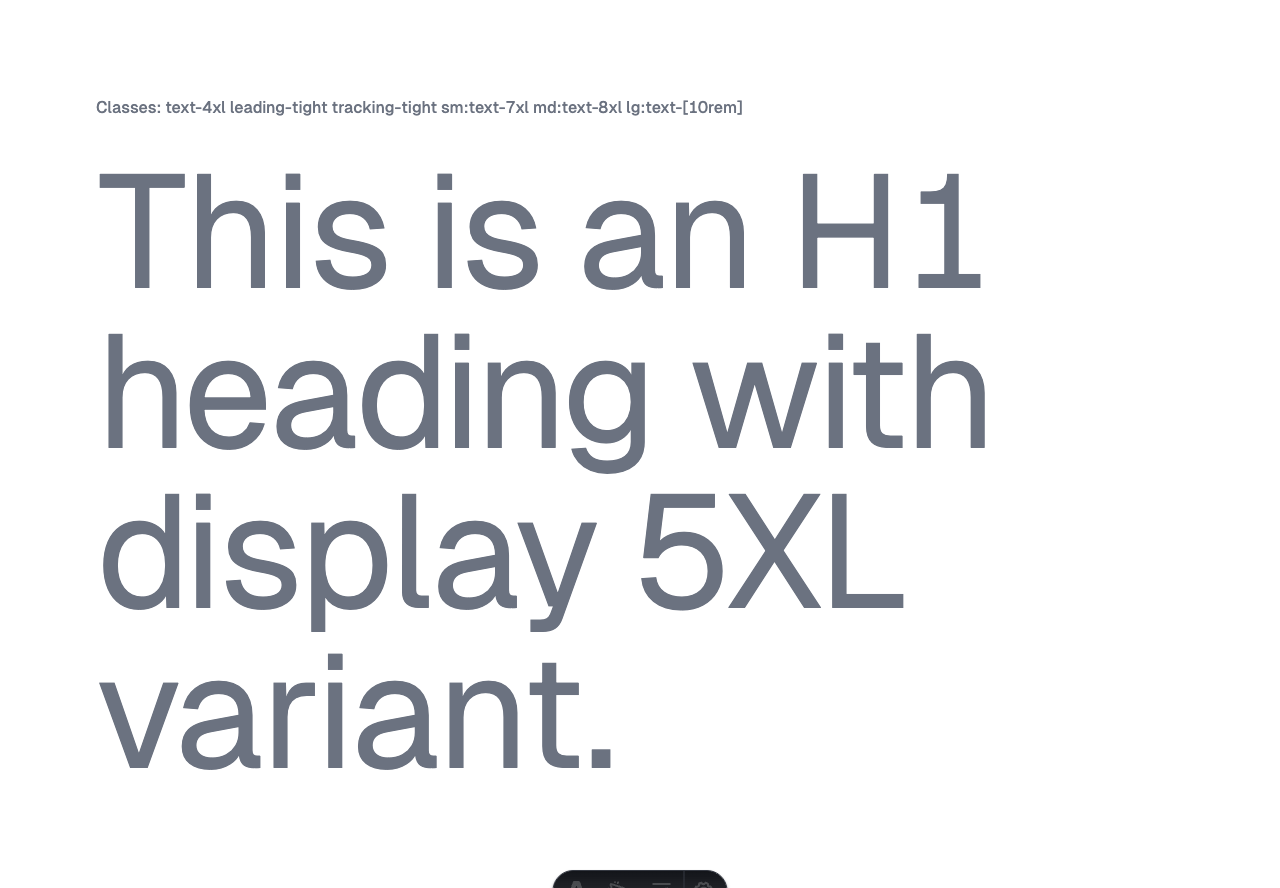 Classes: text-4xl leading-tight tracking-tight sm:text-7xl md:text-8xl lg:text-[10rem]
This is an H1
heading with
display 5XL
variant.